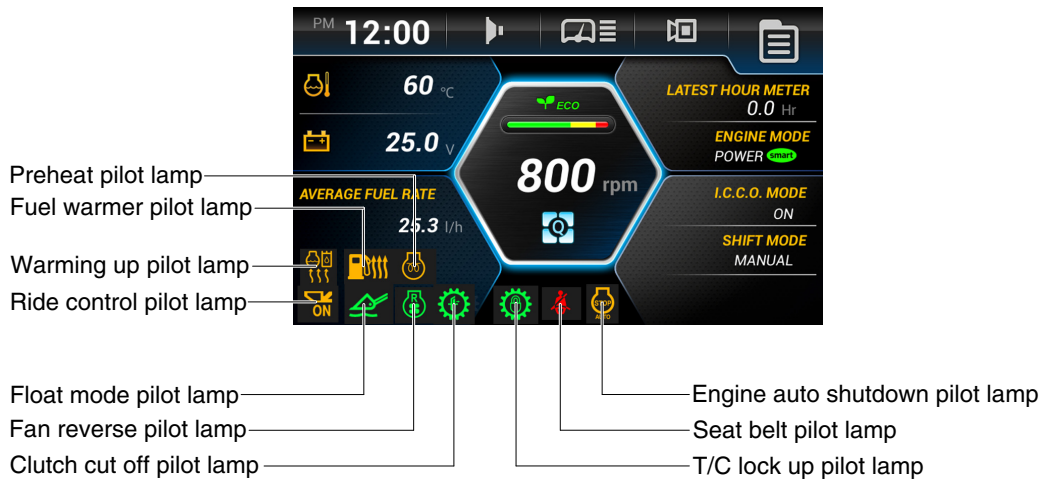 PM 12:00
60 °C
25.0 V
AVERAGE FUEL RATE
25.3 l/h
ECO
800 rpm
Q
LATEST HOUR METER
0.0 Hr
ENGINE MODE
POWER smart
I.C.C.O. MODE
ON
SHIFT MODE
MANUAL
ON
R
STOP
AUTO
Preheat pilot lamp
Fuel warmer pilot lamp
Warming up pilot lamp
Ride control pilot lamp
Float mode pilot lamp
Fan reverse pilot lamp
Clutch cut off pilot lamp
Engine auto shutdown pilot lamp
Seat belt pilot lamp
T/C lock up pilot lamp